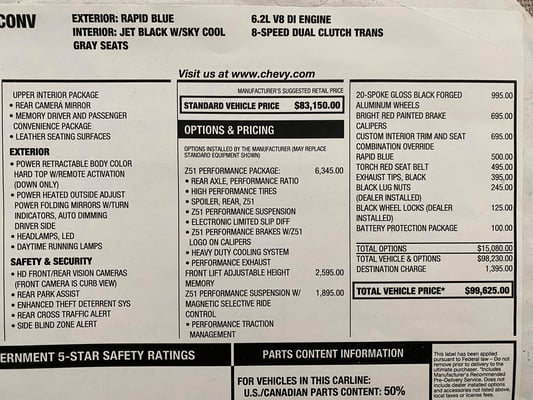 CONV
EXTERIOR: RAPID BLUE
INTERIOR: JET BLACK W/SKY COOL
GRAY SEATS
6.2L V8 DI ENGINE
8-SPEED DUAL CLUTCH TRANS
Visit us at www.chevy.com
UPPER INTERIOR PACKAGE
• REAR CAMERA MIRROR
• MEMORY DRIVER AND PASSENGER
CONVENIENCE PACKAGE
• LEATHER SEATING SURFACES
EXTERIOR
• POWER RETRACTABLE BODY COLOR
HARD TOP W/REMOTE ACTIVATION
(DOWN ONLY)
• POWER HEATED OUTSIDE ADJUST
POWER FOLDING MIRRORS W/TURN
INDICATORS, AUTO DIMMING
DRIVER SIDE
• HEADLAMPS, LED
• DAYTIME RUNNING LAMPS
SAFETY & SECURITY
• HD FRONT/REAR VISION CAMERAS
(FRONT CAMERA IS CURB VIEW)
• REAR PARK ASSIST
• ENHANCED THEFT DETERRENT SYS
• REAR CROSS TRAFFIC ALERT
• SIDE BLIND ZONE ALERT
MANUFACTURER'S SUGGESTED RETAIL PRICE
STANDARD VEHICLE PRICE $83,150.00
OPTIONS & PRICING
OPTIONS INSTALLED BY THE MANUFACTURER (MAY REPLACE
STANDARD EQUIPMENT SHOWN)
Z51 PERFORMANCE PACKAGE: 6,345.00
• REAR AXLE, PERFORMANCE RATIO
• HIGH PERFORMANCE TIRES
• SPOILER, REAR, Z51
• Z51 PERFORMANCE SUSPENSION
• ELECTRONIC LIMITED SLIP DIFF
• Z51 PERFORMANCE BRAKES W/Z51
LOGO ON CALIPERS
• HEAVY DUTY COOLING SYSTEM
• PERFORMANCE EXHAUST
FRONT LIFT ADJUSTABLE HEIGHT 2,595.00
MEMORY
Z51 PERFORMANCE SUSPENSION W/ 1,895.00
MAGNETIC SELECTIVE RIDE
CONTROL
• PERFORMANCE TRACTION
MANAGEMENT
20-SPOKE GLOSS BLACK FORGED 995.00
ALUMINUM WHEELS
BRIGHT RED PAINTED BRAKE 695.00
CALIPERS
CUSTOM INTERIOR TRIM AND SEAT 695.00
COMBINATION OVERRIDE
RAPID BLUE 500.00
TORCH RED SEAT BELT 495.00
EXHAUST TIPS, BLACK 395.00
BLACK LUG NUTS 245.00
(DEALER INSTALLED)
BLACK WHEEL LOCKS (DEALER 125.00
INSTALLED)
BATTERY PROTECTION PACKAGE 100.00
TOTAL OPTIONS $15,080.00
TOTAL VEHICLE & OPTIONS $98,230.00
DESTINATION CHARGE 1,395.00
TOTAL VEHICLE PRICE* $99,625.00
ERNMENT 5-STAR SAFETY RATINGS
PARTS CONTENT INFORMATION
FOR VEHICLES IN THIS CARLINE:
U.S./CANADIAN PARTS CONTENT: 50%
This label has been applied
pursuant to Federal law – Do not
remove prior to delivery to the
ultimate purchaser. *Includes
Manufacturer's Recommended
Pre-Delivery Service. Does not
include dealer installed options
and accessories not listed above,
local taxes or license fees.